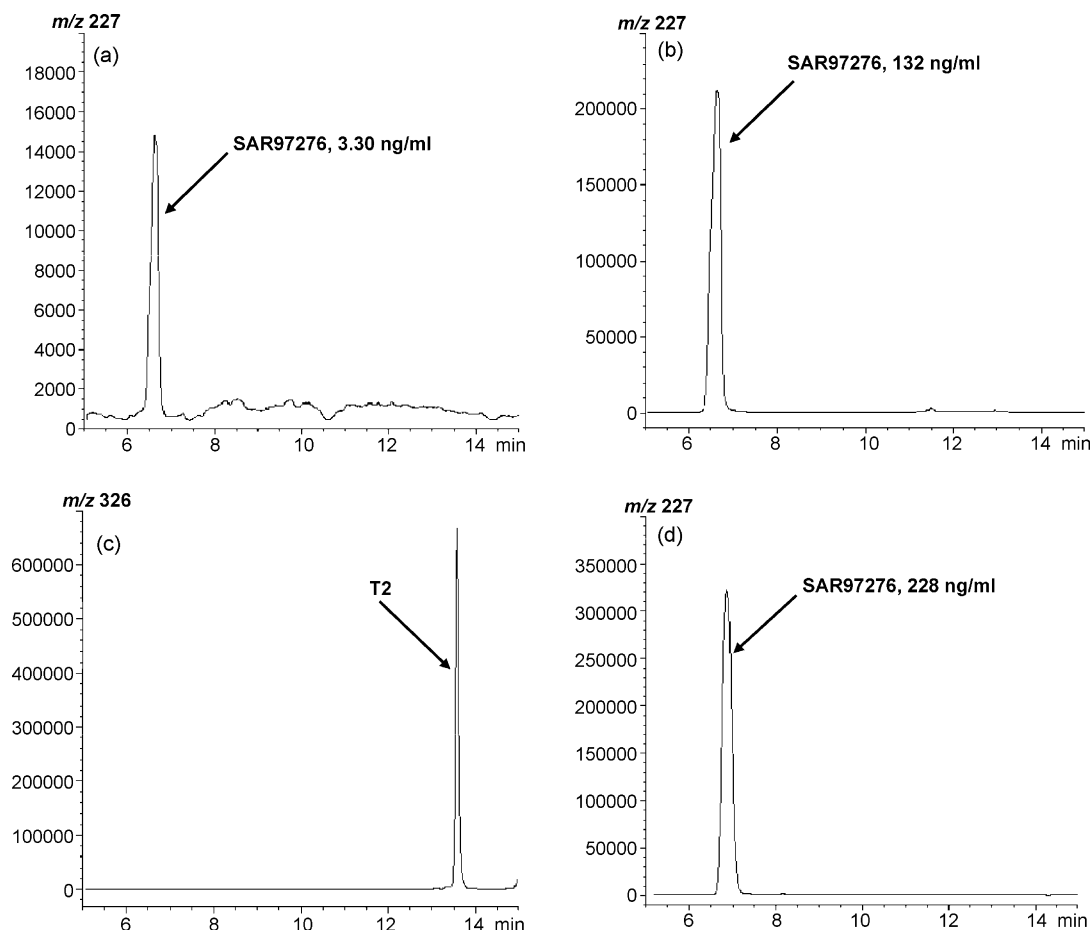 m/z 227
(a)
18000
16000
14000
12000
10000
8000
6000
4000
2000
0
SAR97276, 3.30 ng/ml
6 8 10 12 14 min
m/z 227
(b)
200000
150000
100000
50000
0
SAR97276, 132 ng/ml
6 8 10 12 14 min
m/z 326
(c)
600000
500000
400000
300000
200000
100000
0
T2
6 8 10 12 14 min
m/z 227
(d)
350000
300000
250000
200000
150000
100000
50000
0
SAR97276, 228 ng/ml
6 8 10 12 14 min